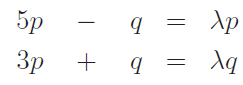 5p − q = λp
3p + q = λq